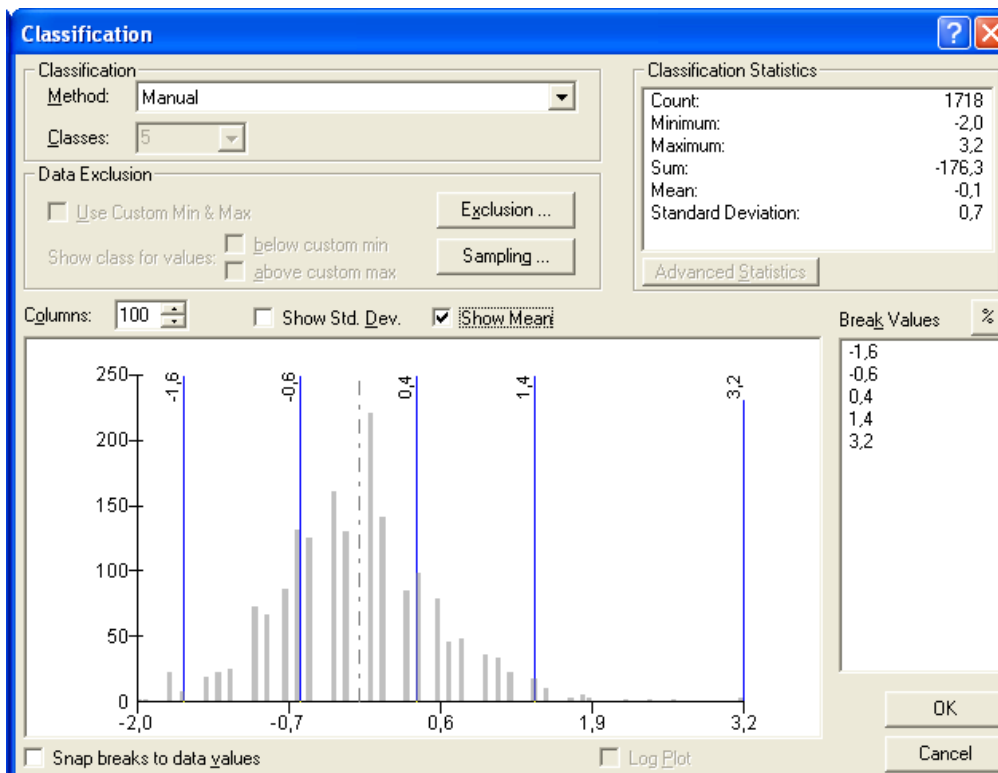 Classification
Classification
Method: Manual
Classes: 5
Data Exclusion
Use Custom Min & Max
Show class for values:
below custom min
above custom max
Exclusion ...
Sampling ...
Classification Statistics
Count: 1718
Minimum: -2,0
Maximum: 3,2
Sum: -176,3
Mean: -0,1
Standard Deviation: 0,7
Advanced Statistics
Columns: 100
Show Std. Dev.
Show Mean
Break Values
%
-1,6
-0,6
0,4
1,4
3,2
250
200
150
100
50
0
-1,6
-0,6
0,4
1,4
3,2
-2,0
-0,7
0,6
1,9
3,2
Snap breaks to data values
Log Plot
OK
Cancel